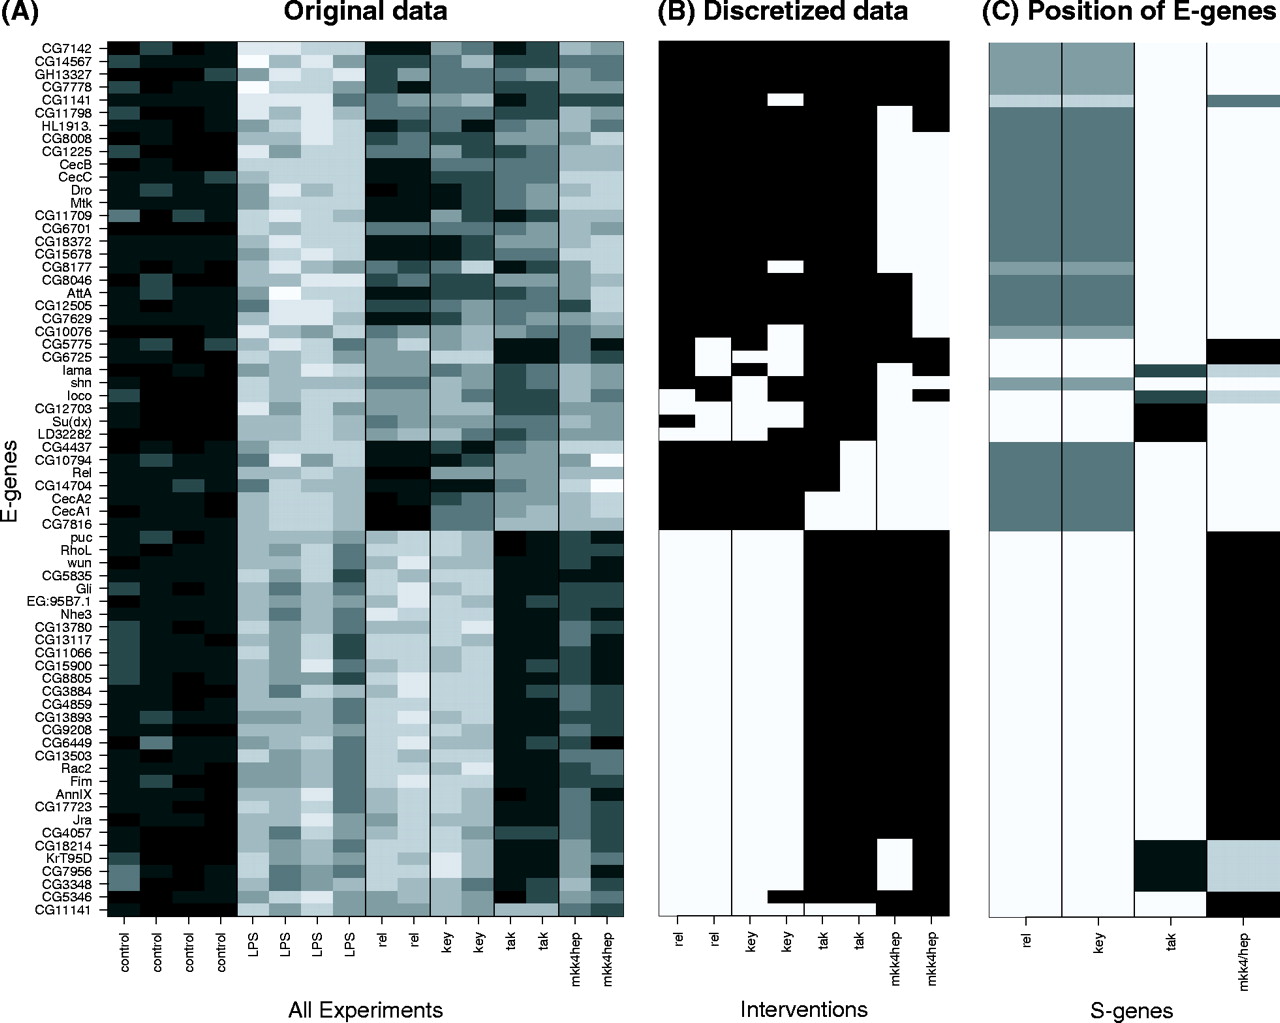 (A) Original data
(B) Discretized data
(C) Position of E-genes
E-genes
CG7142
CG14567
GH13327
CG7778
CG1141
CG11798
HL1913.
CG8008
CG1225
CecB
CecC
Dro
Mtk
CG11709
CG6701
CG18372
CG15678
CG8177
CG8046
AttA
CG12505
CG7629
CG10076
CG5775
CG6725
lama
shn
loco
CG12703
Su(dx)
LD32282
CG4437
CG10794
Rel
CG14704
CecA2
CecA1
CG7816
puc
RhoL
wun
CG5835
Gli
EG:95B7.1
Nhe3
CG13780
CG13117
CG11066
CG15900
CG8805
CG3884
CG4859
CG13893
CG9208
CG6449
CG13503
Rac2
Fim
AnnIX
CG17723
Jra
CG4057
CG18214
KrT95D
CG7956
CG3348
CG5346
CG11141
control
control
control
control
LPS
LPS
LPS
LPS
rel
rel
key
key
tak
tak
mkk4hep
mkk4hep
All Experiments
rel
rel
key
key
tak
tak
mkk4hep
mkk4hep
Interventions
rel
key
tak
mkk4/hep
S-genes